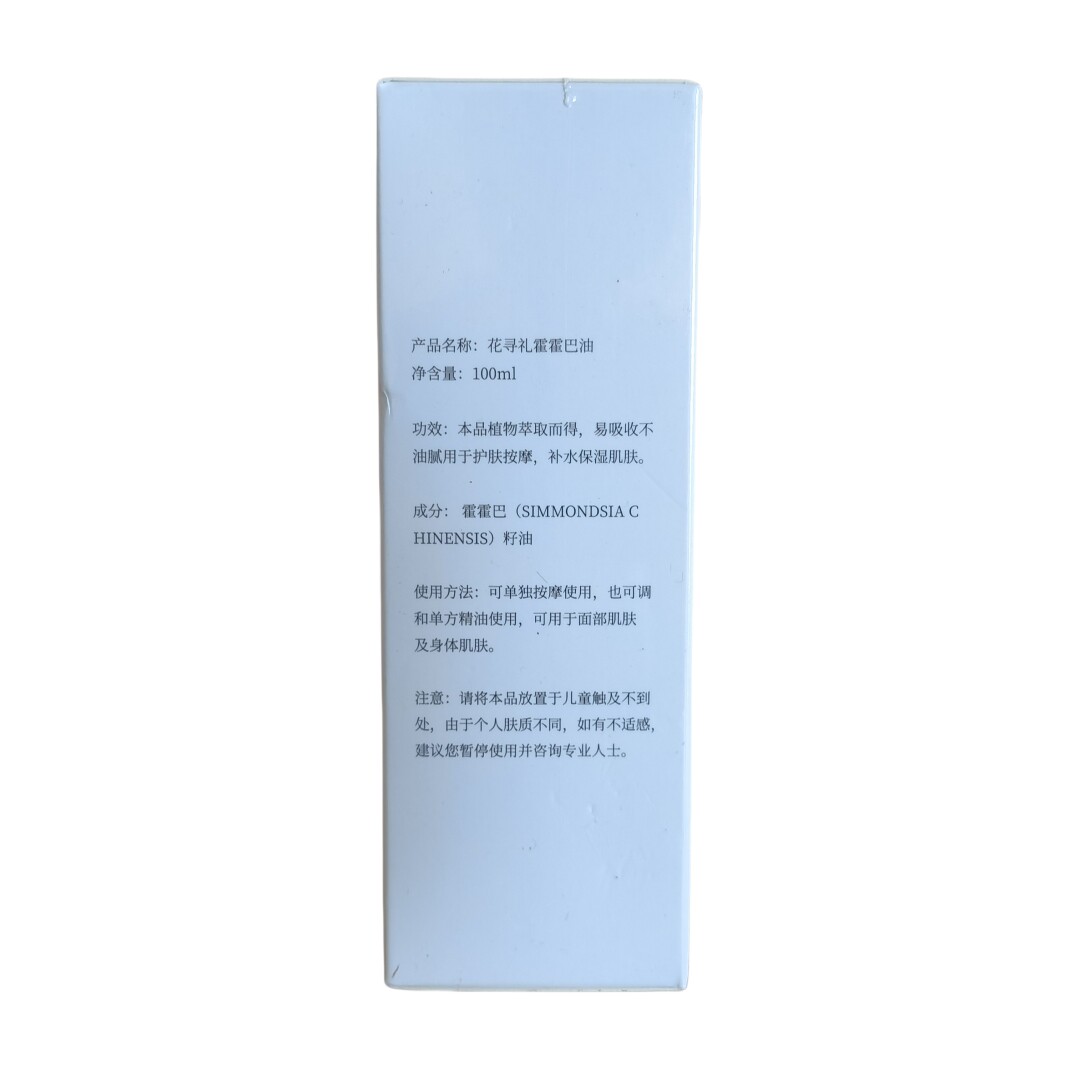 产品名称：花寻礼霍霍巴油
净含量：100ml
功效：本品植物萃取而得，易吸收不
油腻用于护肤按摩，补水保湿肌肤。
成分： 霍霍巴（SIMMONDSIA C
HINENSIS）籽油
使用方法：可单独按摩使用，也可调
和单方精油使用，可用于面部肌肤
及身体肌肤。
注意：请将本品放置于儿童触及不到
处，由于个人肤质不同，如有不适感，
建议您暂停使用并咨询专业人士。